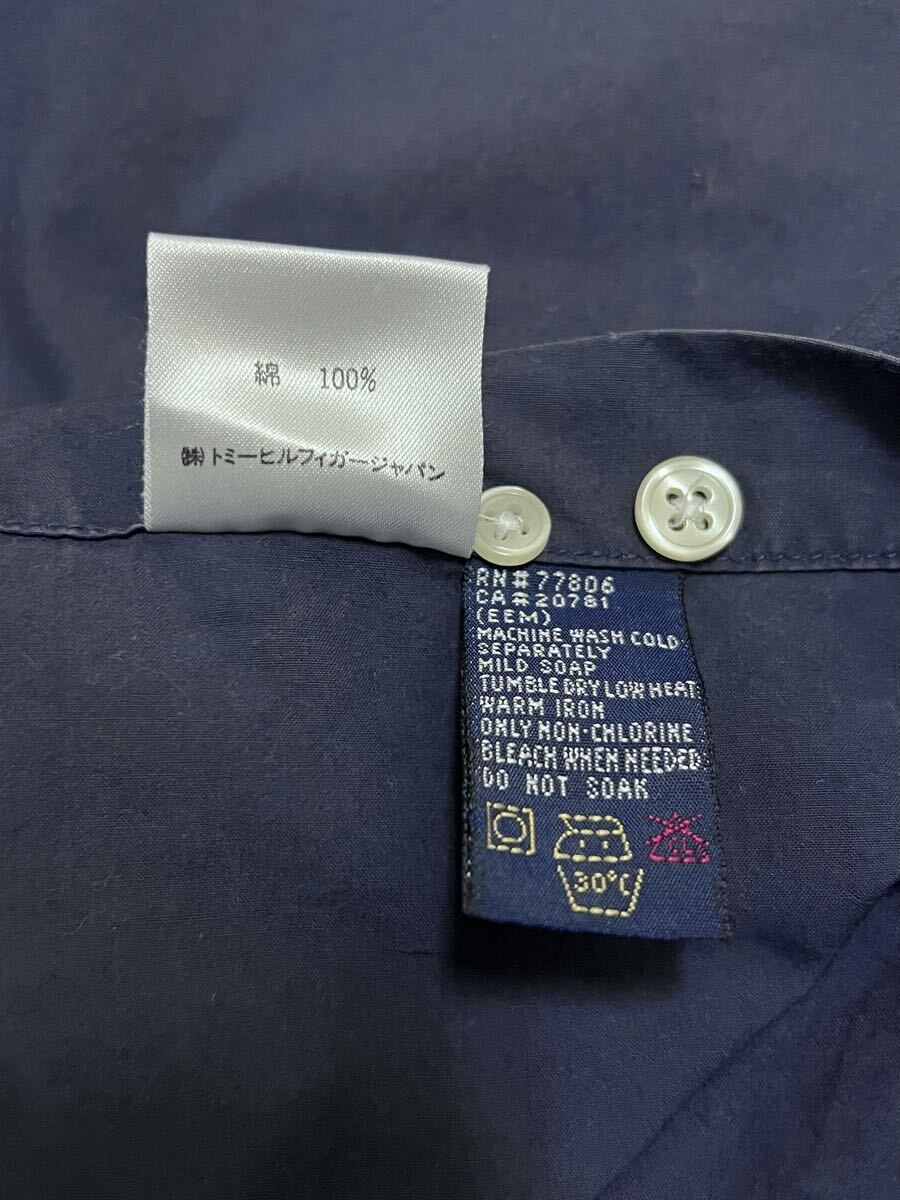 綿 100%
㈱トミーヒルフィガージャパン
RN#77806
CA#20781
(EEM)
MACHINE WASH COLD
SEPARATELY
MILD SOAP
TUMBLE DRY LOW HEAT
WARM IRON
ONLY NON-CHLORINE
BLEACH WHEN NEEDED
DO NOT SOAK
30°C